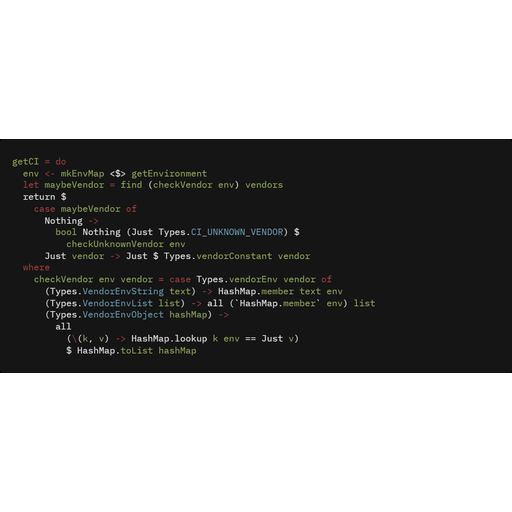 getCI = do
  env <- mkEnvMap <$> getEnvironment
  let maybeVendor = find (checkVendor env) vendors
  return $
    case maybeVendor of
      Nothing ->
        bool Nothing (Just Types.CI_UNKNOWN_VENDOR) $
          checkUnknownVendor env
      Just vendor -> Just $ Types.vendorConstant vendor
  where
    checkVendor env vendor = case Types.vendorEnv vendor of
      (Types.VendorEnvString text) -> HashMap.member text env
      (Types.VendorEnvList list) -> all (`HashMap.member` env) list
      (Types.VendorEnvObject hashMap) ->
        all
          (\(k, v) -> HashMap.lookup k env == Just v)
          $ HashMap.toList hashMap